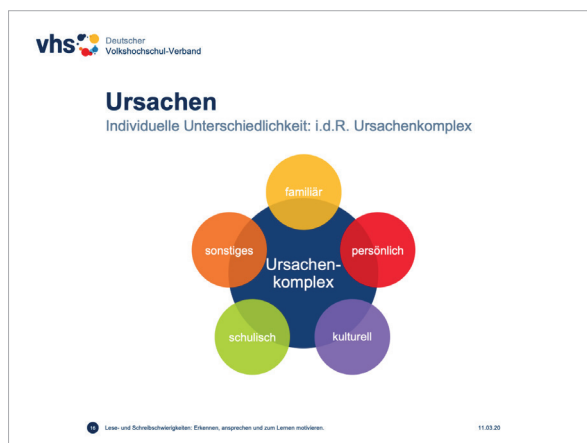 vhs
Deutscher
Volkshochschul-Verband
Ursachen
Individuelle Unterschiedlichkeit: i.d.R. Ursachenkomplex
familiär
sonstiges
persönlich
Ursachen-
komplex
schulisch
kulturell
Lese- und Schreibschwierigkeiten: Erkennen, ansprechen und zum Lernen motivieren.
11.03.20